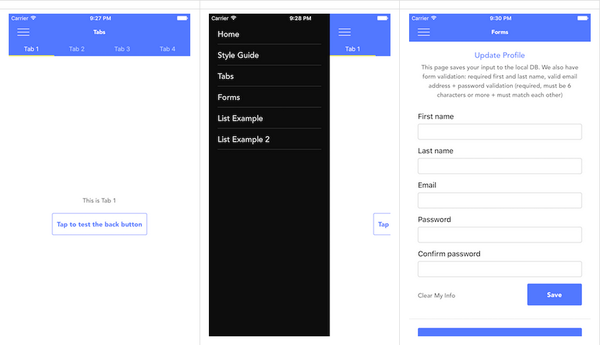 Carrier 9:27 PM
Tabs
Tab 1 Tab 2 Tab 3 Tab 4
This is Tab 1
Tap to test the back button
Carrier 9:28 PM
Home
Style Guide
Tabs
Forms
List Example
List Example 2
Tab 1
Tap
Carrier 9:30 PM
Forms
Update Profile
This page saves your input to the local DB. We also have
form validation: required first and last name, valid email
address + password validation (required, must be 6
characters or more + must match each other)
First name
Last name
Email
Password
Confirm password
Clear My Info Save